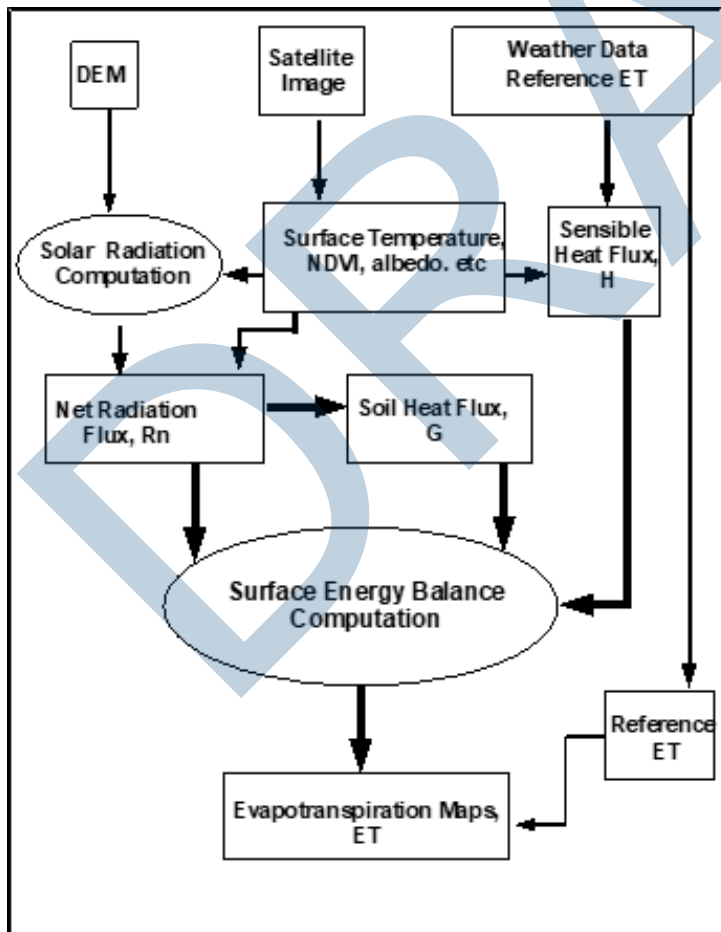 DEM
Satellite
Image
Weather Data
Reference ET
Solar Radiation
Computation
Surface Temperature,
NDVI, albedo. etc
Sensible
Heat Flux,
H
Net Radiation
Flux, Rn
Soil Heat Flux,
G
Surface Energy Balance
Computation
Reference
ET
Evapotranspiration Maps,
ET
DRA